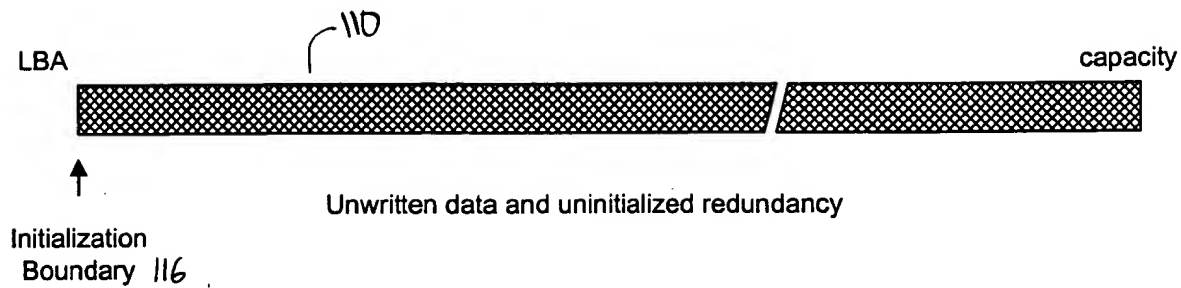 110
LBA
capacity
Unwritten data and uninitialized redundancy
Initialization
Boundary 116